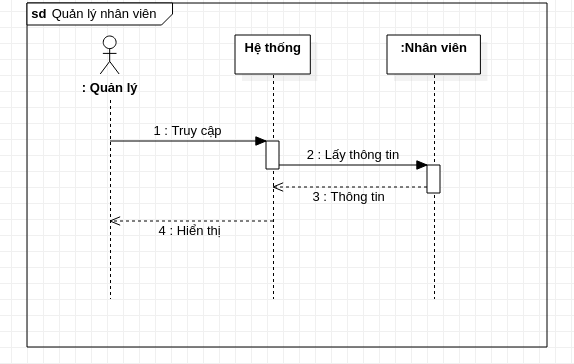 sd Quản lý nhân viên
Hệ thống
:Nhân viên
: Quản lý
1 : Truy cập
2 : Lấy thông tin
3 : Thông tin
4 : Hiển thị